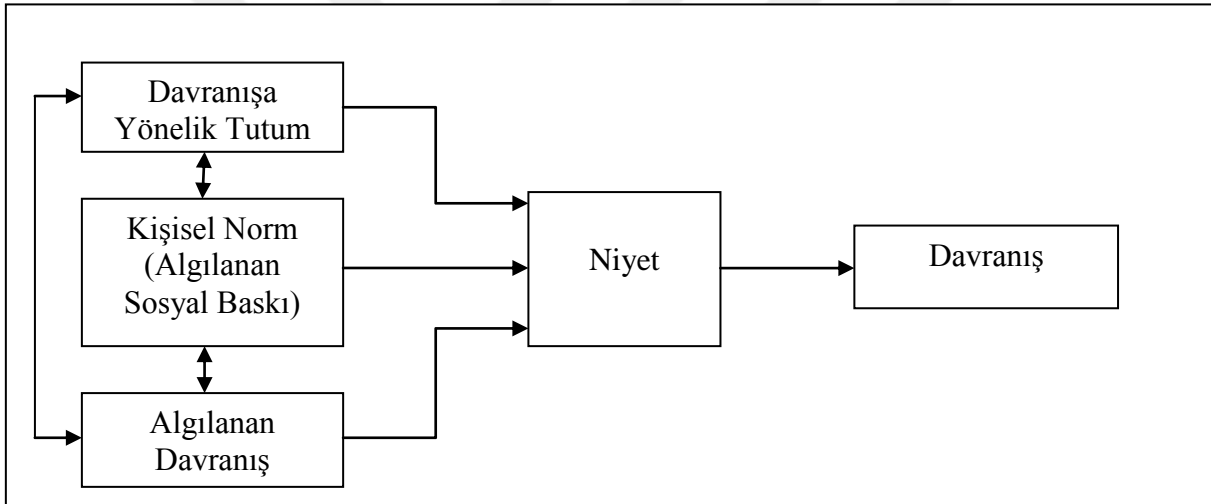 Davranışa
Yönelik Tutum
Kişisel Norm
(Algılanan
Sosyal Baskı)
Algılanan
Davranış
Niyet
Davranış